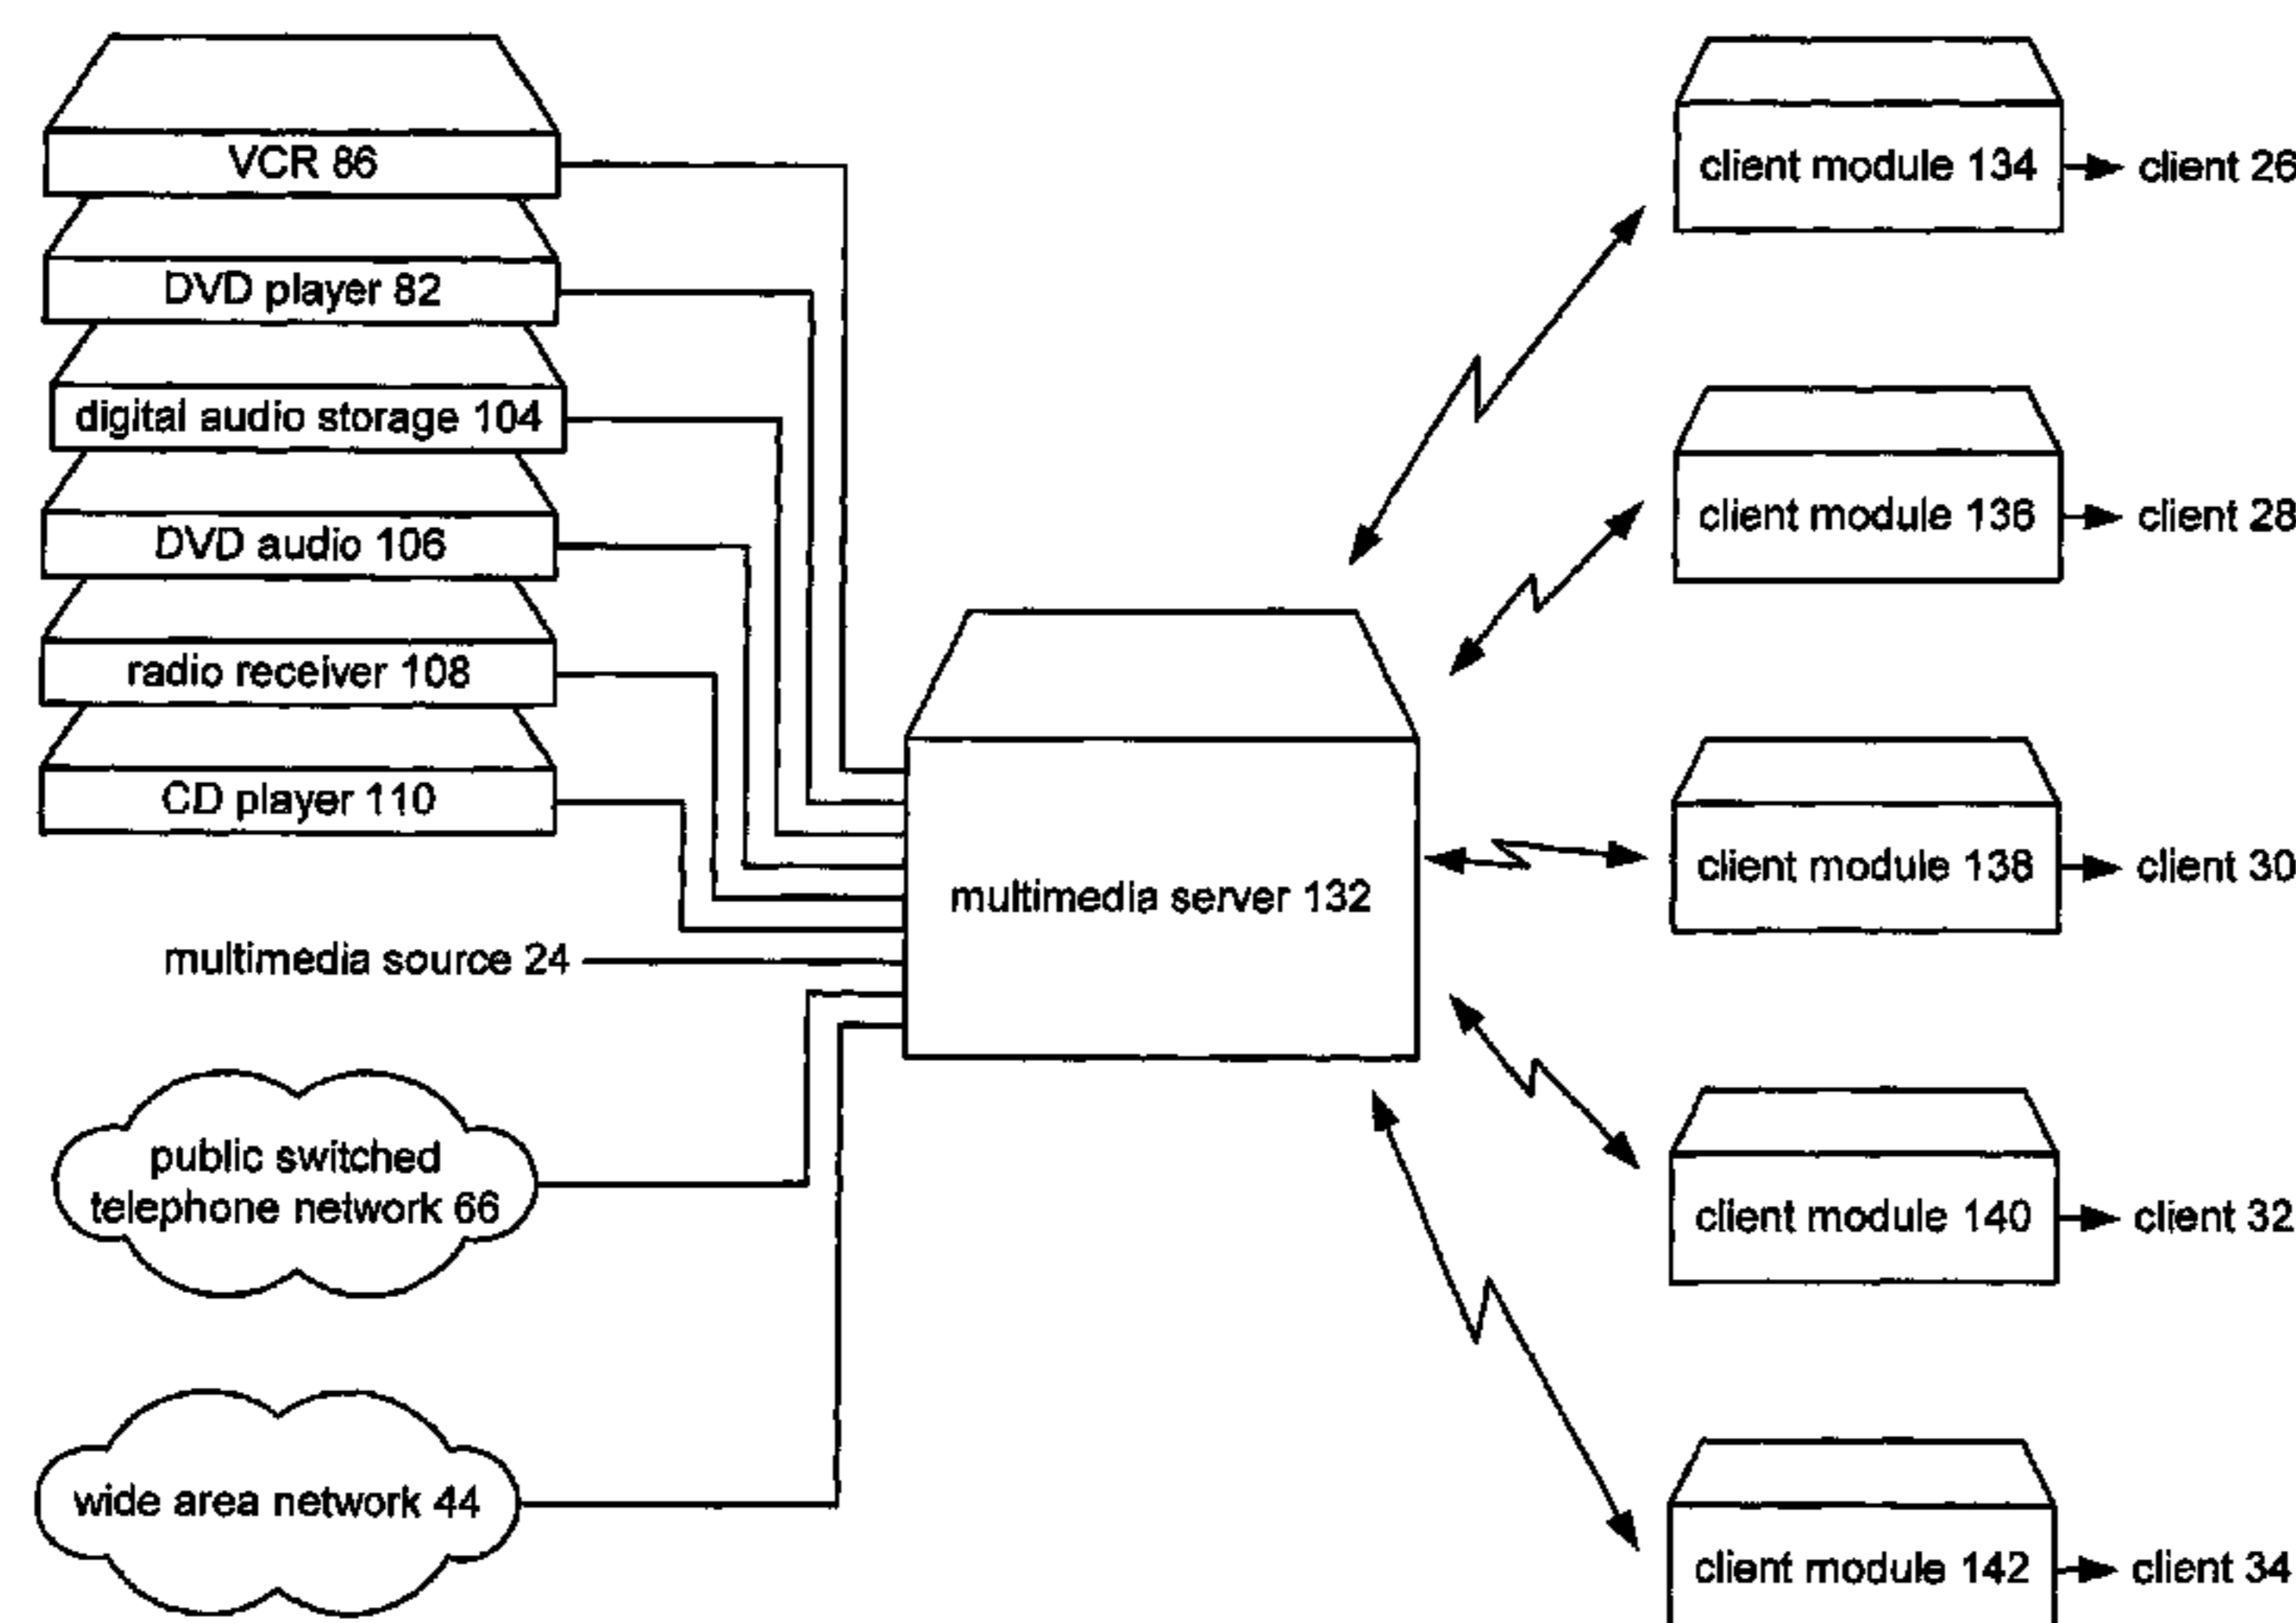 VCR 86
DVD player 82
digital audio storage 104
DVD audio 106
radio receiver 108
CD player 110
multimedia source 24
public switched
telephone network 66
wide area network 44
multimedia server 132
client module 134
client 26
client module 136
client 28
client module 138
client 30
client module 140
client 32
client module 142
client 34